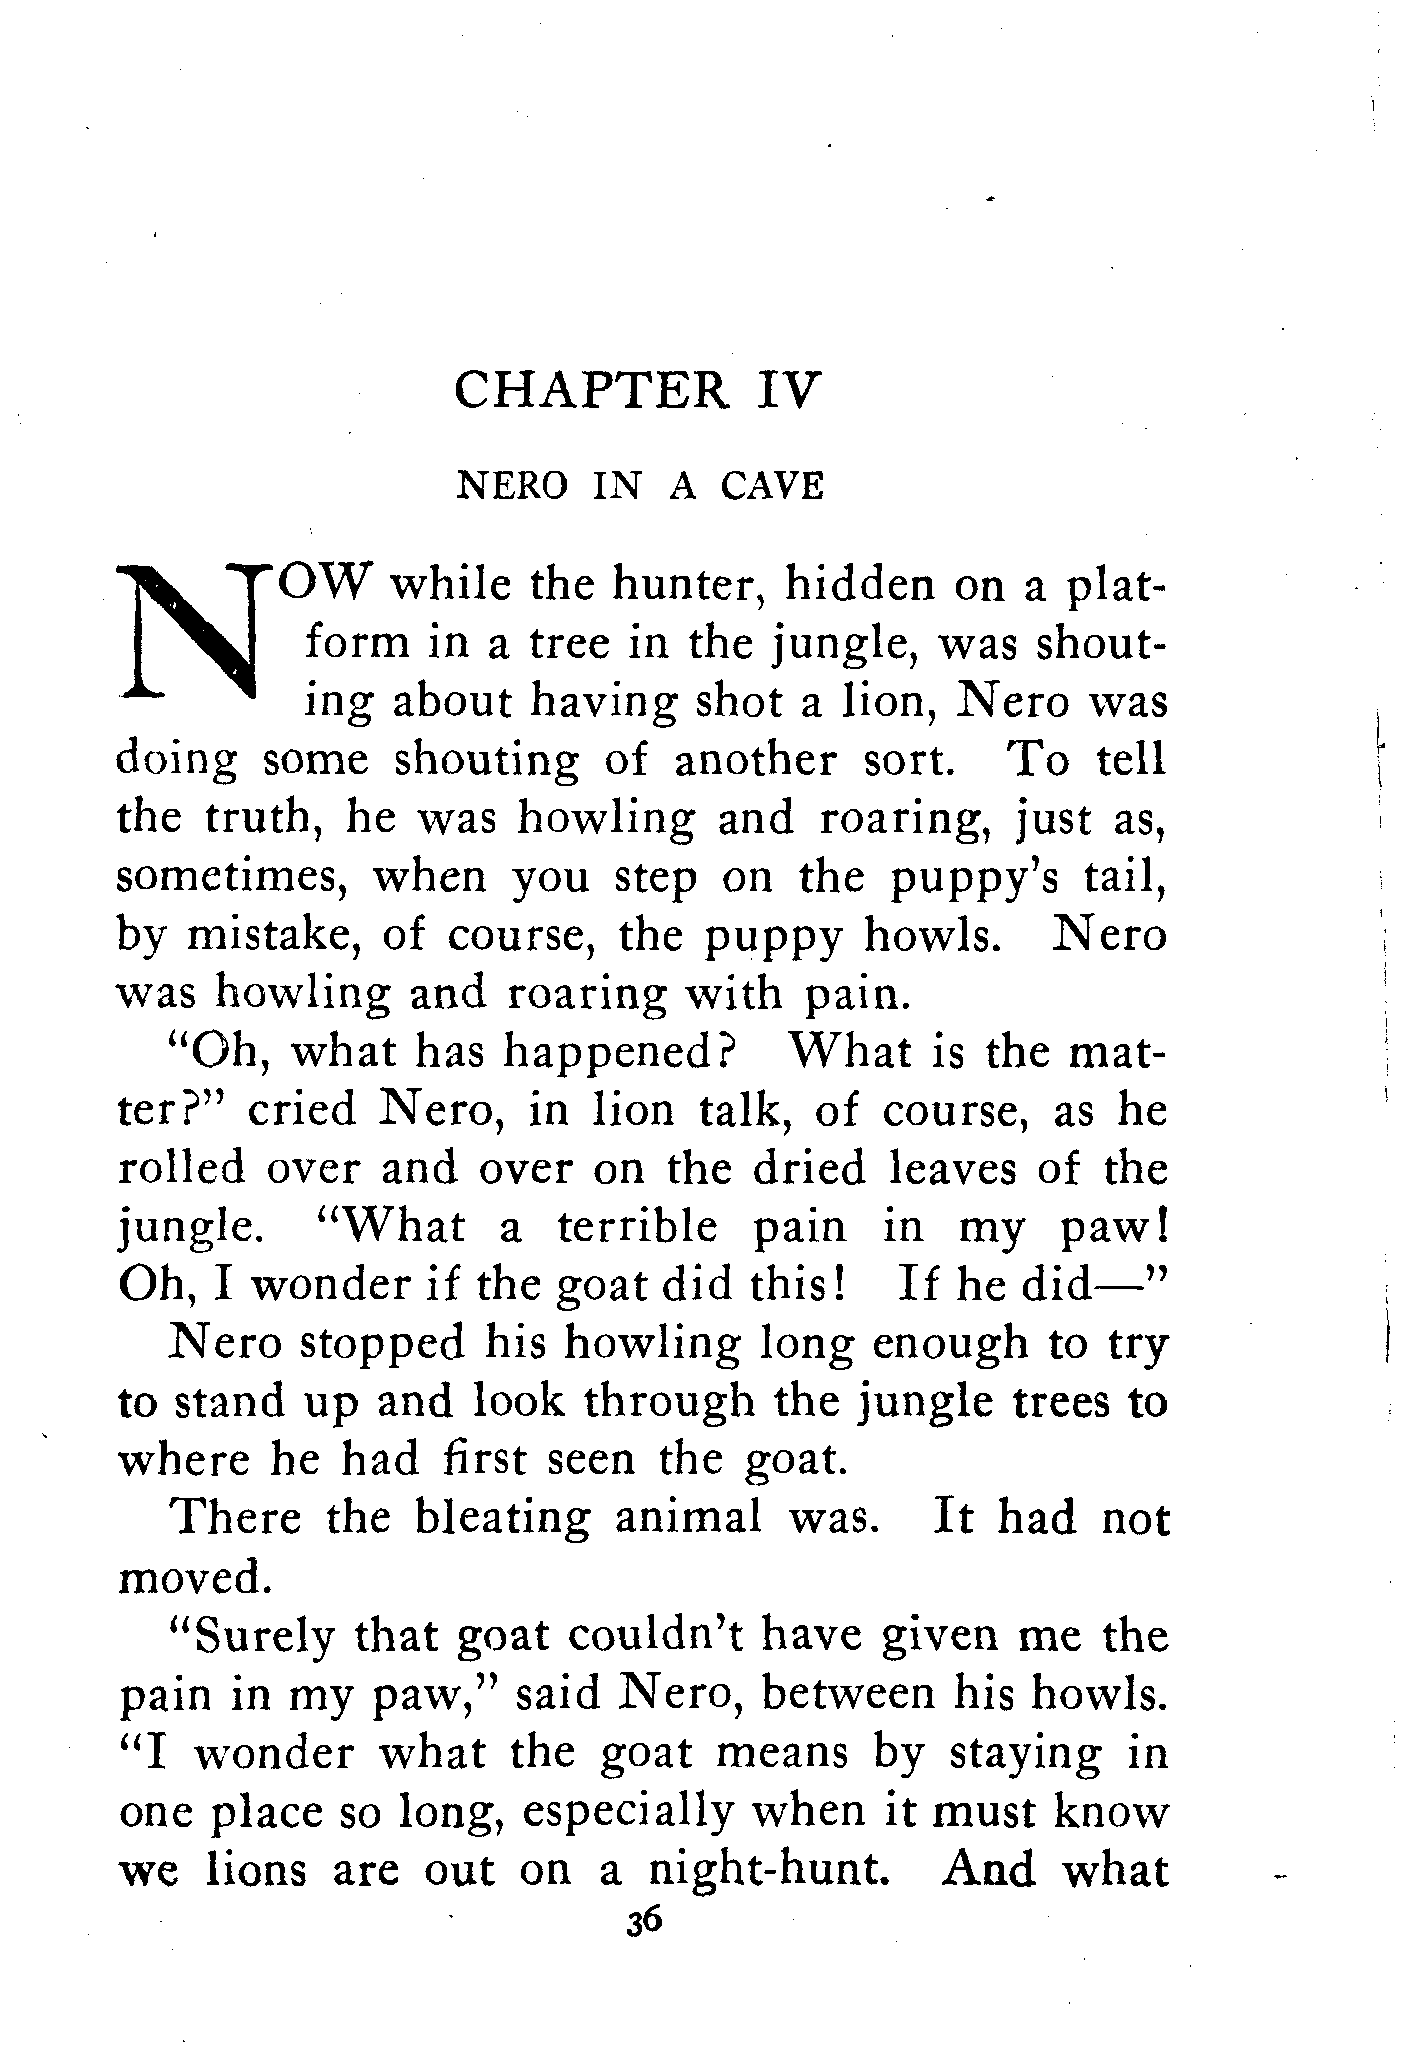 CHAPTER IV
NERO IN A CAVE
NOW while the hunter, hidden on a plat-
form in a tree in the jungle, was shout-
ing about having shot a lion, Nero was
doing some shouting of another sort. To tell
the truth, he was howling and roaring, just as,
sometimes, when you step on the puppy's tail,
by mistake, of course, the puppy howls. Nero
was howling and roaring with pain.
"Oh, what has happened? What is the mat-
ter?" cried Nero, in lion talk, of course, as he
rolled over and over on the dried leaves of the
jungle. "What a terrible pain in my paw!
Oh, I wonder if the goat did this! If he did—"
Nero stopped his howling long enough to try
to stand up and look through the jungle trees to
where he had first seen the goat.
There the bleating animal was. It had not
moved.
"Surely that goat couldn't have given me the
pain in my paw," said Nero, between his howls.
"I wonder what the goat means by staying in
one place so long, especially when it must know
we lions are out on a night-hunt. And what
36